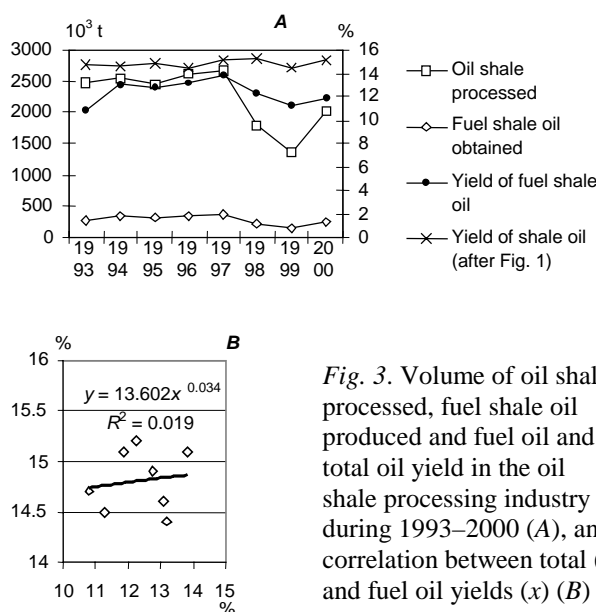 A
10³ t
%
3000
2500
2000
1500
1000
500
0
16
14
12
10
8
6
4
2
0
19 19 19 19 19 19 19 20
93 94 95 96 97 98 99 00
Oil shale
processed
Fuel shale oil
obtained
Yield of fuel shale
oil
Yield of shale oil
(after Fig. 1)
%
B
16
15.5
15
14.5
14
y = 13.602x ^0.034
R² = 0.019
10 11 12 13 14 15
%
Fig. 3. Volume of oil shal
processed, fuel shale oil
produced and fuel oil and
total oil yield in the oil
shale processing industry
during 1993–2000 (A), an
correlation between total (
and fuel oil yields (x) (B)